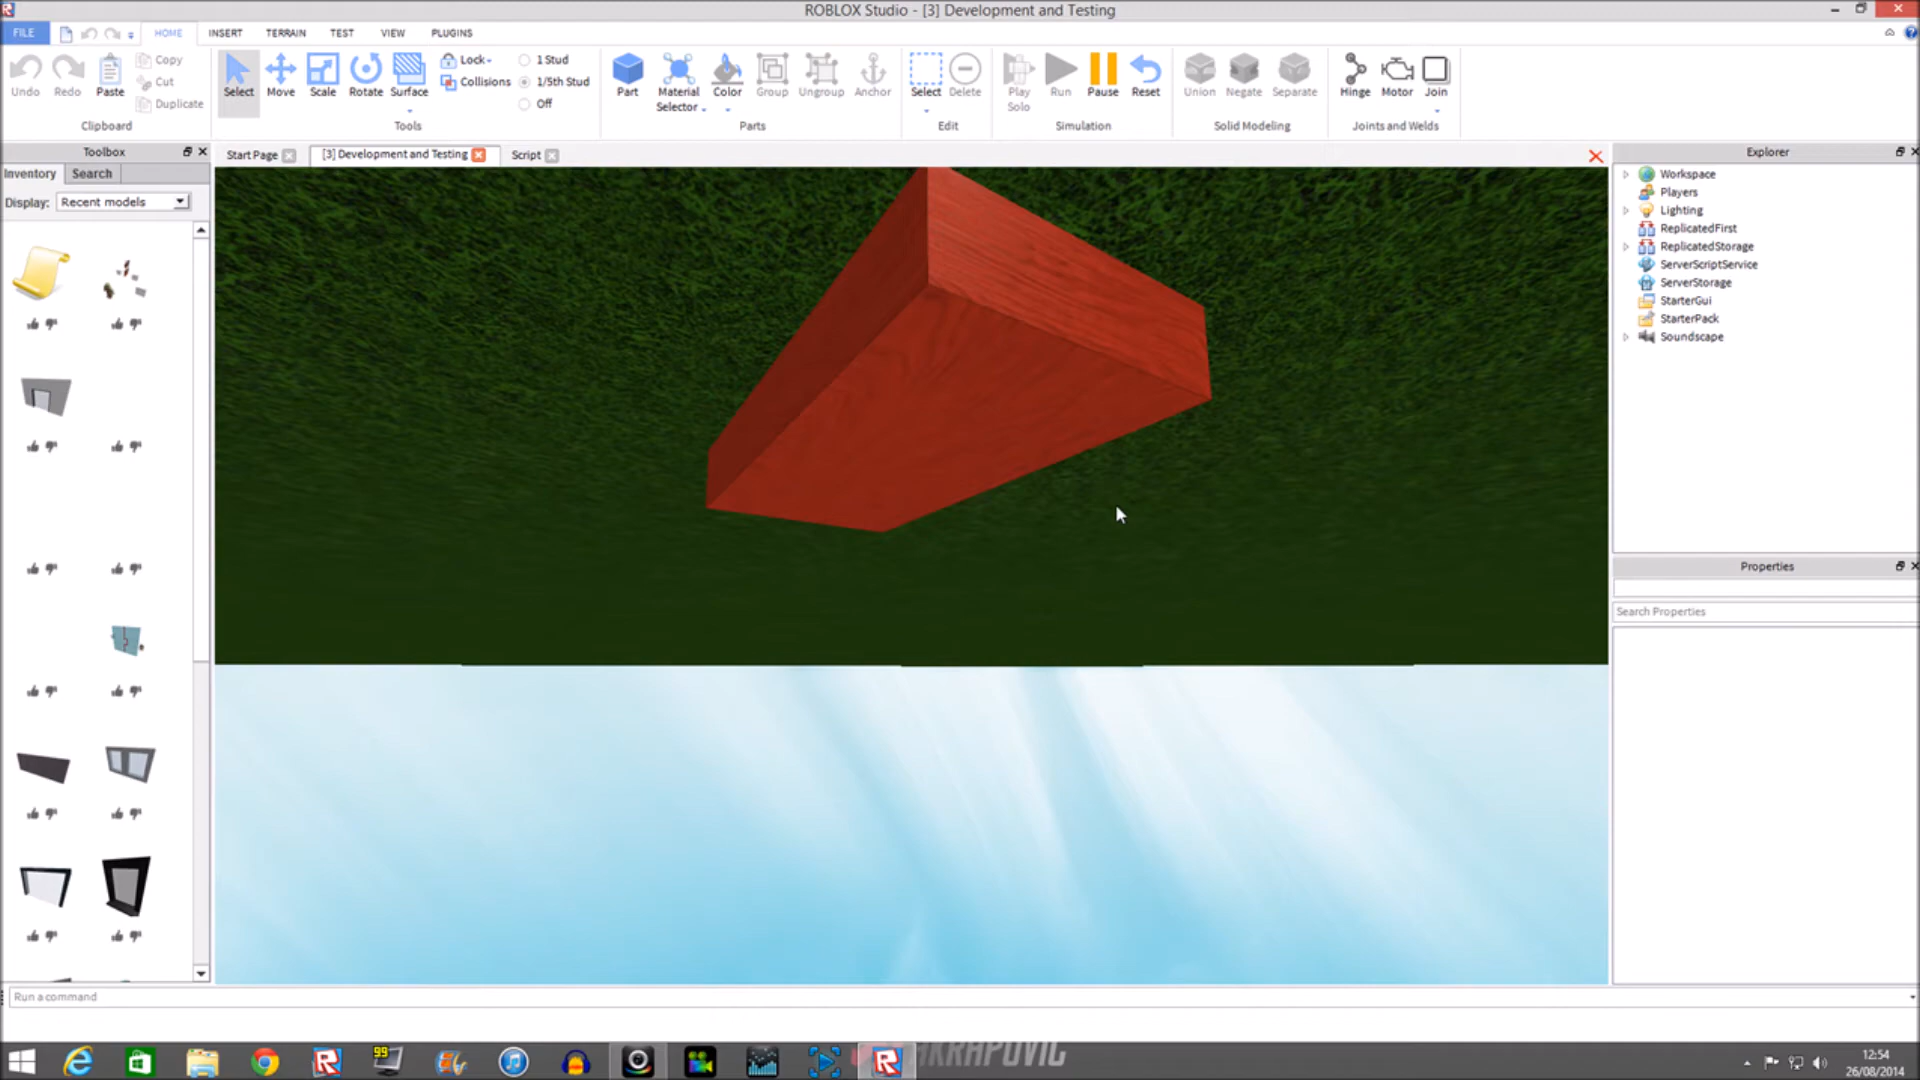 ROBLOX Studio - [3] Development and Testing
FILE HOME INSERT TERRAIN TEST VIEW PLUGINS
Undo Redo Paste Copy Cut Duplicate
Clipboard
Select Move Scale Rotate Surface Lock Collisions 1 Stud 1/5th Stud Off
Tools
Part Material Selector Color Group Ungroup Anchor
Parts
Select Delete
Edit
Play Solo Run Pause Reset
Simulation
Union Negate Separate
Solid Modeling
Hinge Motor Join
Joints and Welds
Toolbox
Inventory Search
Display: Recent models
Start Page [3] Development and Testing Script
Explorer
Workspace
Players
Lighting
ReplicatedFirst
ReplicatedStorage
ServerScriptService
ServerStorage
StarterGui
StarterPack
Soundscape
Properties
Search Properties
Run a command
99
AKRAPOVIC
12:54
26/08/2014